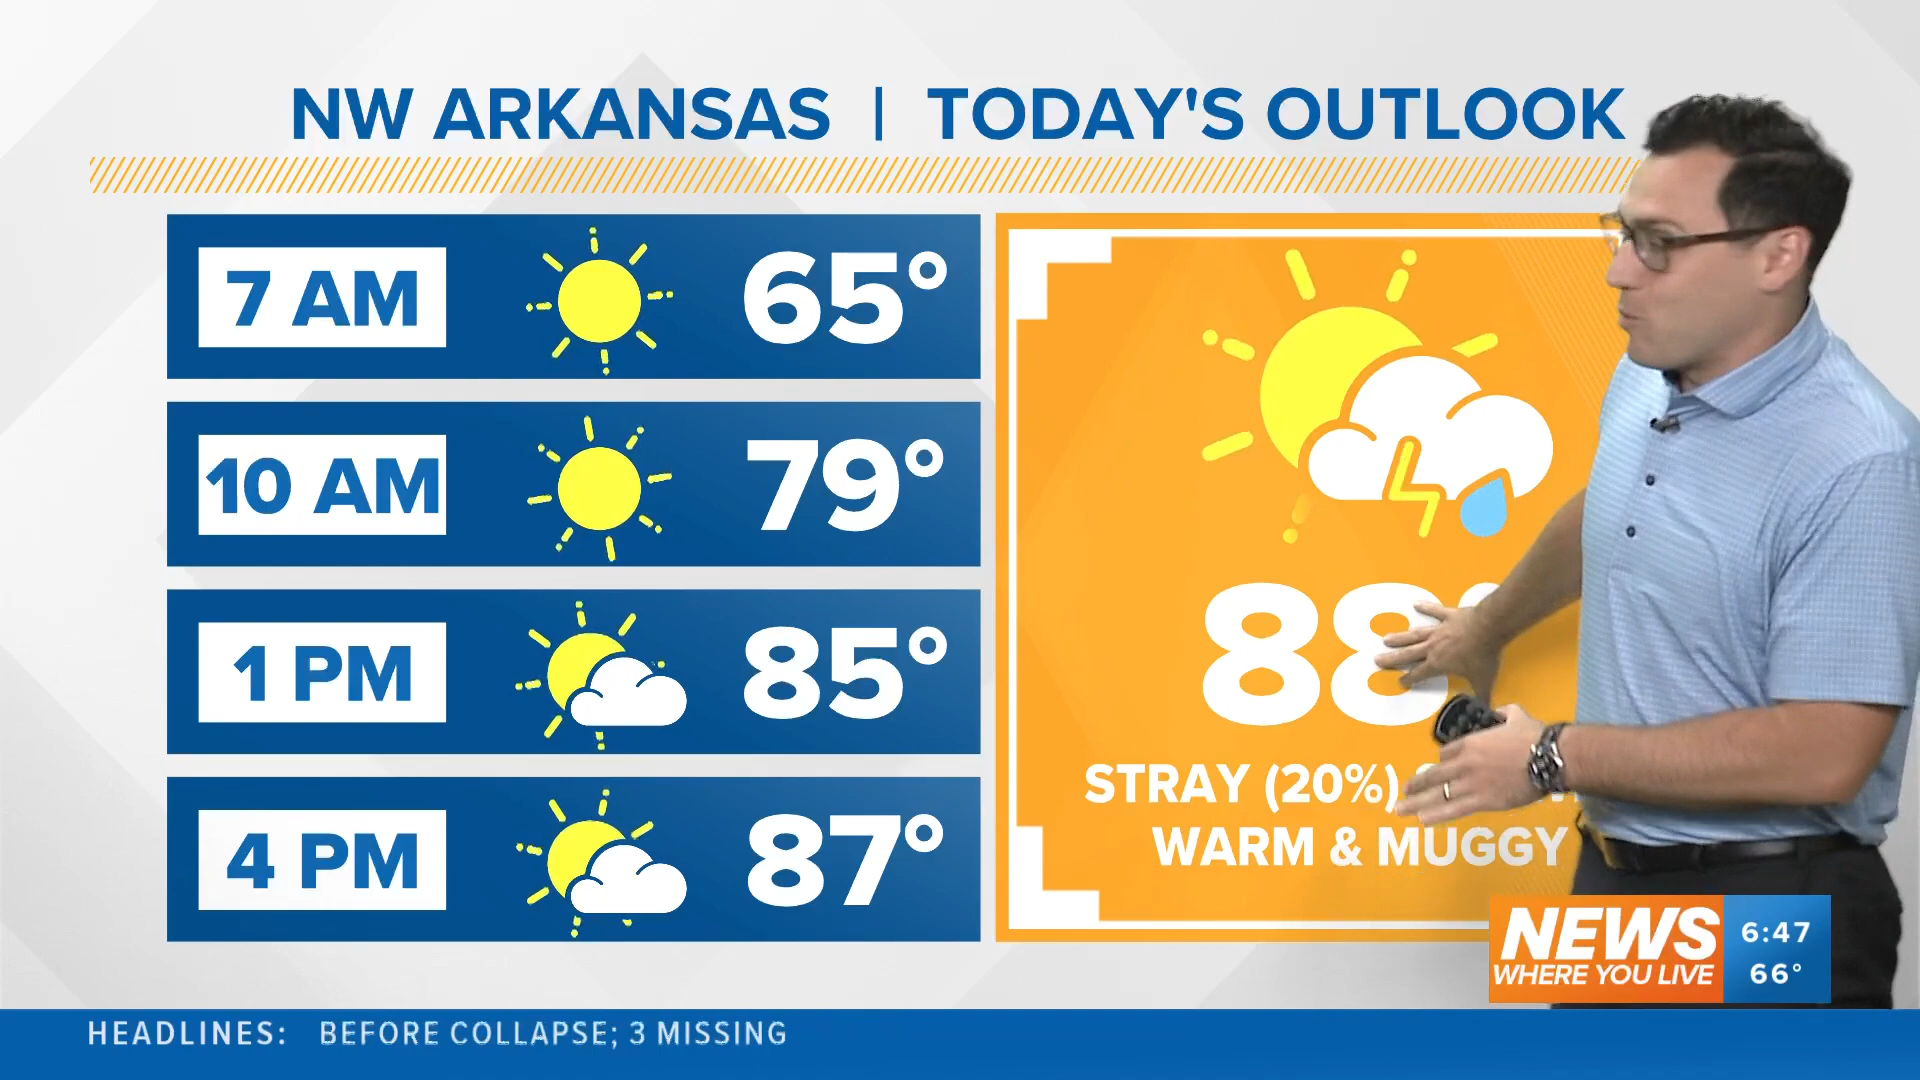 NW ARKANSAS | TODAY'S OUTLOOK
7 AM 65°
10 AM 79°
1 PM 85°
4 PM 87°
88°
STRAY (20%)
WARM & MUGGY
NEWS
WHERE YOU LIVE
6:47
66°
HEADLINES: BEFORE COLLAPSE; 3 MISSING